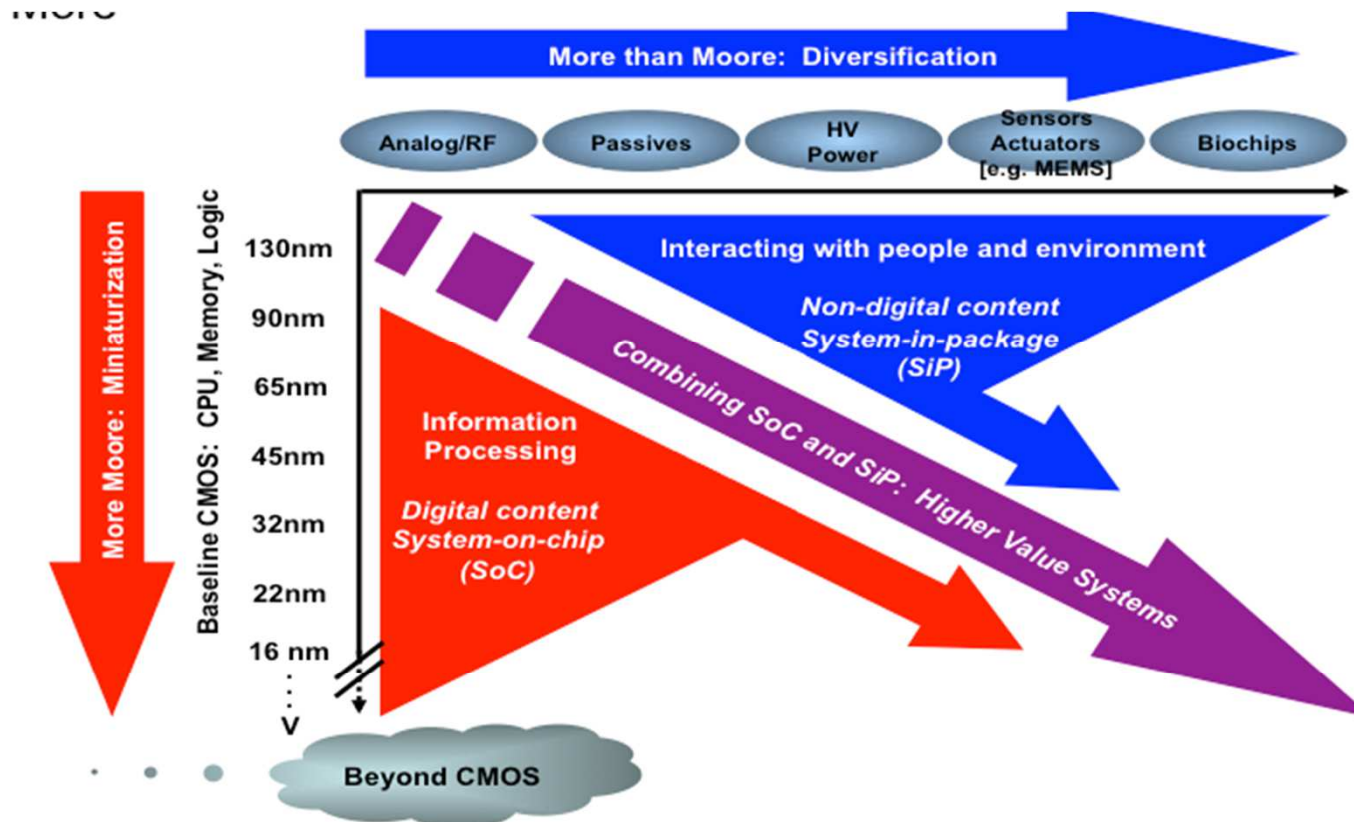 More than Moore: Diversification
Analog/RF
Passives
HV
Power
Sensors
Actuators
[e.g. MEMS]
Biochips
More Moore: Miniaturization
Baseline CMOS: CPU, Memory, Logic
130nm
90nm
65nm
45nm
32nm
22nm
16 nm
V
Interacting with people and environment
Non-digital content
System-in-package
(SiP)
Combining SoC and SiP: Higher Value Systems
Information
Processing
Digital content
System-on-chip
(SoC)
Beyond CMOS